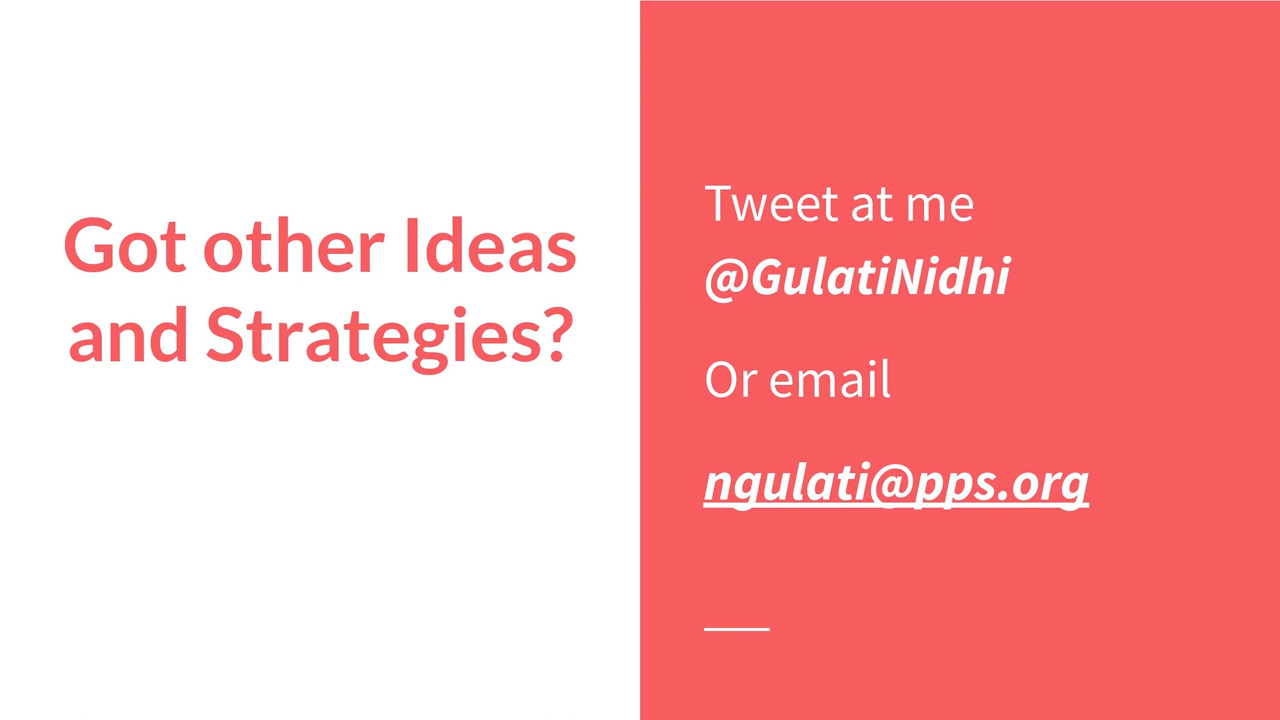 Got other Ideas
and Strategies?
Tweet at me
@GulatiNidhi
Or email
ngulati@pps.org